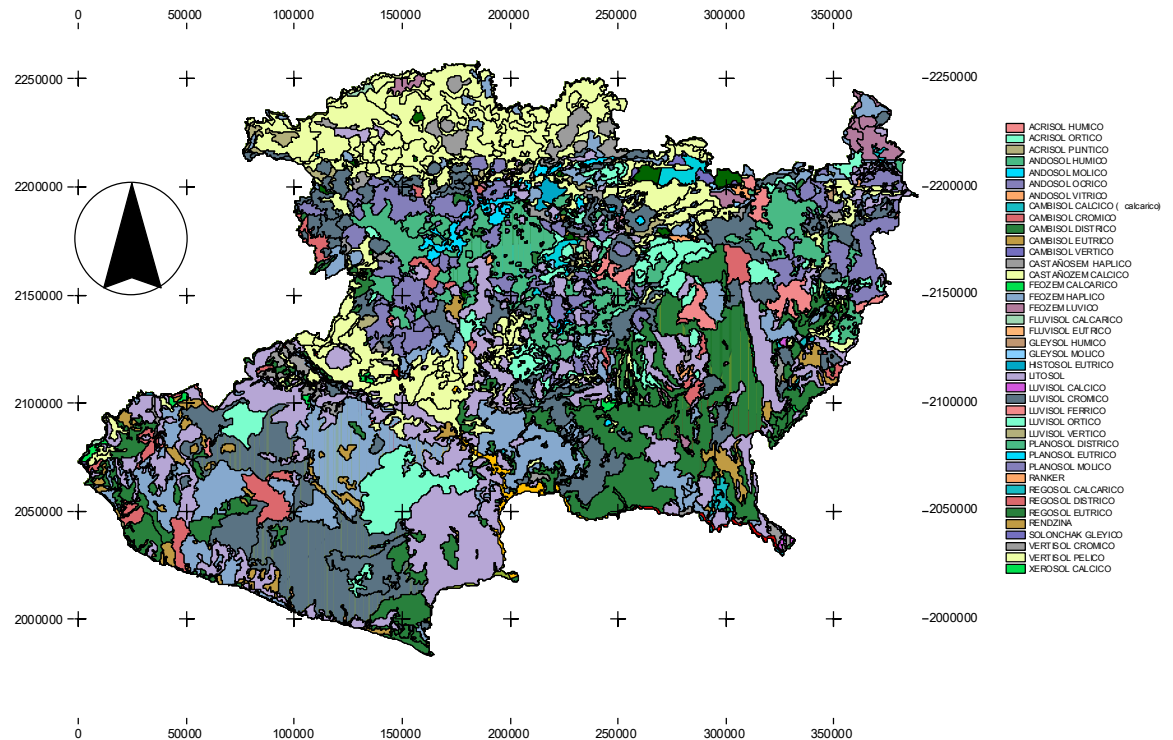 0 50000 100000 150000 200000 250000 300000 350000
2250000 2250000
2200000 2200000
2150000 2150000
2100000 2100000
2050000 2050000
2000000 2000000
0 50000 100000 150000 200000 250000 300000 350000
ACRISOL HUMICO
ACRISOL ORTICO
ACRISOL PLINTICO
ANDOSOL HUMICO
ANDOSOL MOLICO
ANDOSOL OCRICO
ANDOSOL VITRICO
CAMBISOL CALCICO ( calcarico)
CAMBISOL CROMICO
CAMBISOL DISTRICO
CAMBISOL EUTRICO
CAMBISOL VERTICO
CASTAÑOSEM HAPLICO
CASTAÑOZEM CALCICO
FEOZEM CALCARICO
FEOZEM HAPLICO
FEOZEM LUVICO
FLUVISOL CALCARICO
FLUVISOL EUTRICO
GLEYSOL HUMICO
GLEYSOL MOLICO
HISTOSOL EUTRICO
LITOSOL
LUVISOL CALCICO
LUVISOL CROMICO
LUVISOL FERRICO
LUVISOL ORTICO
LUVISOL VERTICO
PLANOSOL DISTRICO
PLANOSOL EUTRICO
PLANOSOL MOLICO
RANKER
REGOSOL CALCARICO
REGOSOL DISTRICO
REGOSOL EUTRICO
RENDZINA
SOLONCHAK GLEYICO
VERTISOL CROMICO
VERTISOL PELICO
XEROSOL CALCICO